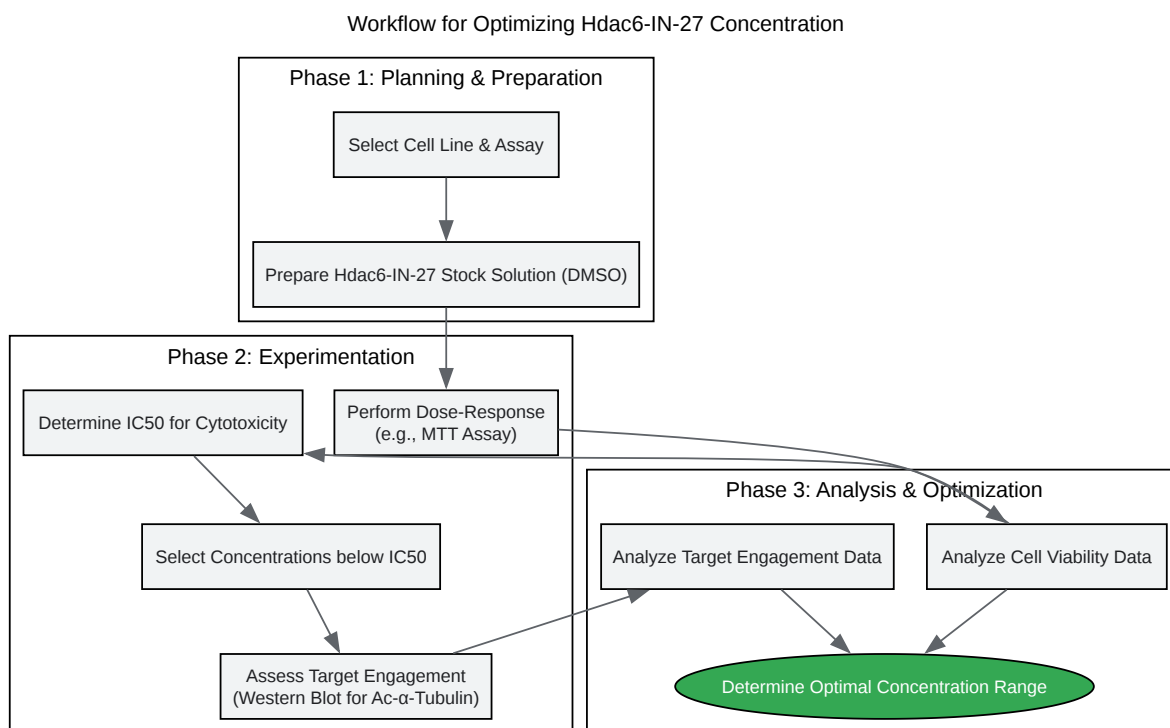 Workflow for Optimizing Hdac6-IN-27 Concentration
Phase 1: Planning & Preparation
Select Cell Line & Assay
Prepare Hdac6-IN-27 Stock Solution (DMSO)
Phase 2: Experimentation
Determine IC50 for Cytotoxicity
Perform Dose-Response
(e.g., MTT Assay)
Select Concentrations below IC50
Assess Target Engagement
(Western Blot for Ac-α-Tubulin)
Phase 3: Analysis & Optimization
Analyze Target Engagement Data
Analyze Cell Viability Data
Determine Optimal Concentration Range